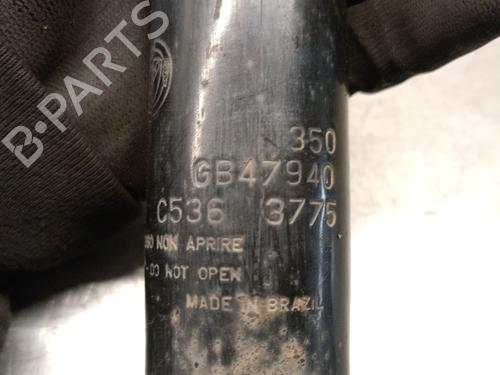 B-PARTS
350
GB47940
C536 3775
NON APRIRE
DO NOT OPEN
MADE IN BRAZIL